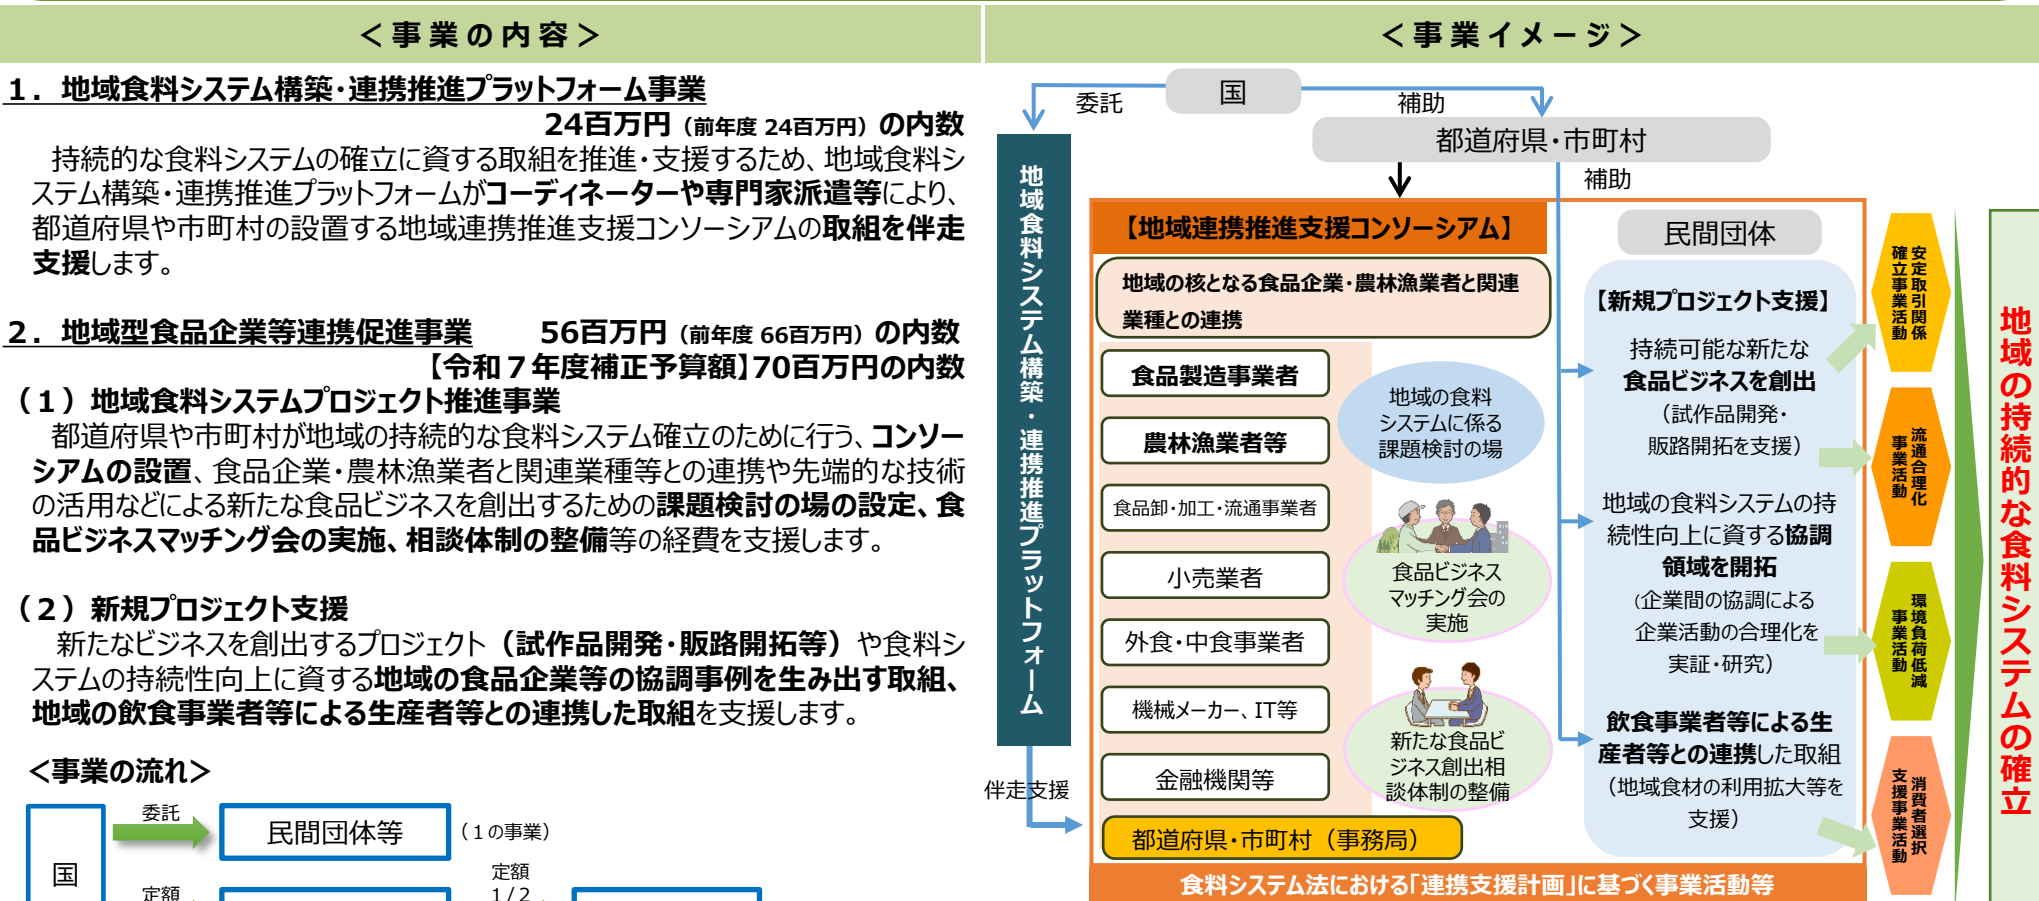 ＜事業の内容＞
１．地域食料システム構築・連携推進プラットフォーム事業
24百万円（前年度 24百万円）の内数
持続的な食料システムの確立に資する取組を推進・支援するため、地域食料シ
ステム構築・連携推進プラットフォームがコーディネーターや専門家派遣等により、
都道府県や市町村の設置する地域連携推進支援コンソーシアムの取組を伴走
支援します。
２．地域型食品企業等連携促進事業 56百万円（前年度 66百万円）の内数
【令和７年度補正予算額】70百万円の内数
（１）地域食料システムプロジェクト推進事業
都道府県や市町村が地域の持続的な食料システム確立のために行う、コンソー
シアムの設置、食品企業・農林漁業者と関連業種等との連携や先端的な技術
の活用などによる新たな食品ビジネスを創出するための課題検討の場の設定、食
品ビジネスマッチング会の実施、相談体制の整備等の経費を支援します。
（２）新規プロジェクト支援
新たなビジネスを創出するプロジェクト（試作品開発・販路開拓等）や食料シ
ステムの持続性向上に資する地域の食品企業等の協調事例を生み出す取組、
地域の飲食事業者等による生産者等との連携した取組を支援します。
＜事業の流れ＞
国
委託
民間団体等
（１の事業）
定額
定額
1/2
＜事業イメージ＞
国
委託
補助
都道府県・市町村
補助
地域食料システム構築・連携推進プラットフォーム
伴走支援
【地域連携推進支援コンソーシアム】
地域の核となる食品企業・農林漁業者と関連
業種との連携
食品製造事業者
農林漁業者等
食品卸・加工・流通事業者
小売業者
外食・中食事業者
機械メーカー、IT等
金融機関等
都道府県・市町村（事務局）
地域の食料
システムに係る
課題検討の場
食品ビジネス
マッチング会の
実施
新たな食品ビ
ジネス創出相
談体制の整備
民間団体
【新規プロジェクト支援】
持続可能な新たな
食品ビジネスを創出
（試作品開発・
販路開拓を支援）
地域の食料システムの持
続性向上に資する協調
領域を開拓
（企業間の協調による
企業活動の合理化を
実証・研究）
飲食事業者等による生
産者等との連携した取組
（地域食材の利用拡大等を
支援）
食料システム法における「連携支援計画」に基づく事業活動等
安定取引関係
確立事業活動
流通合理化
事業活動
環境負荷低減
事業活動
消費者選択
支援事業活動
地域の持続的な食料システムの確立